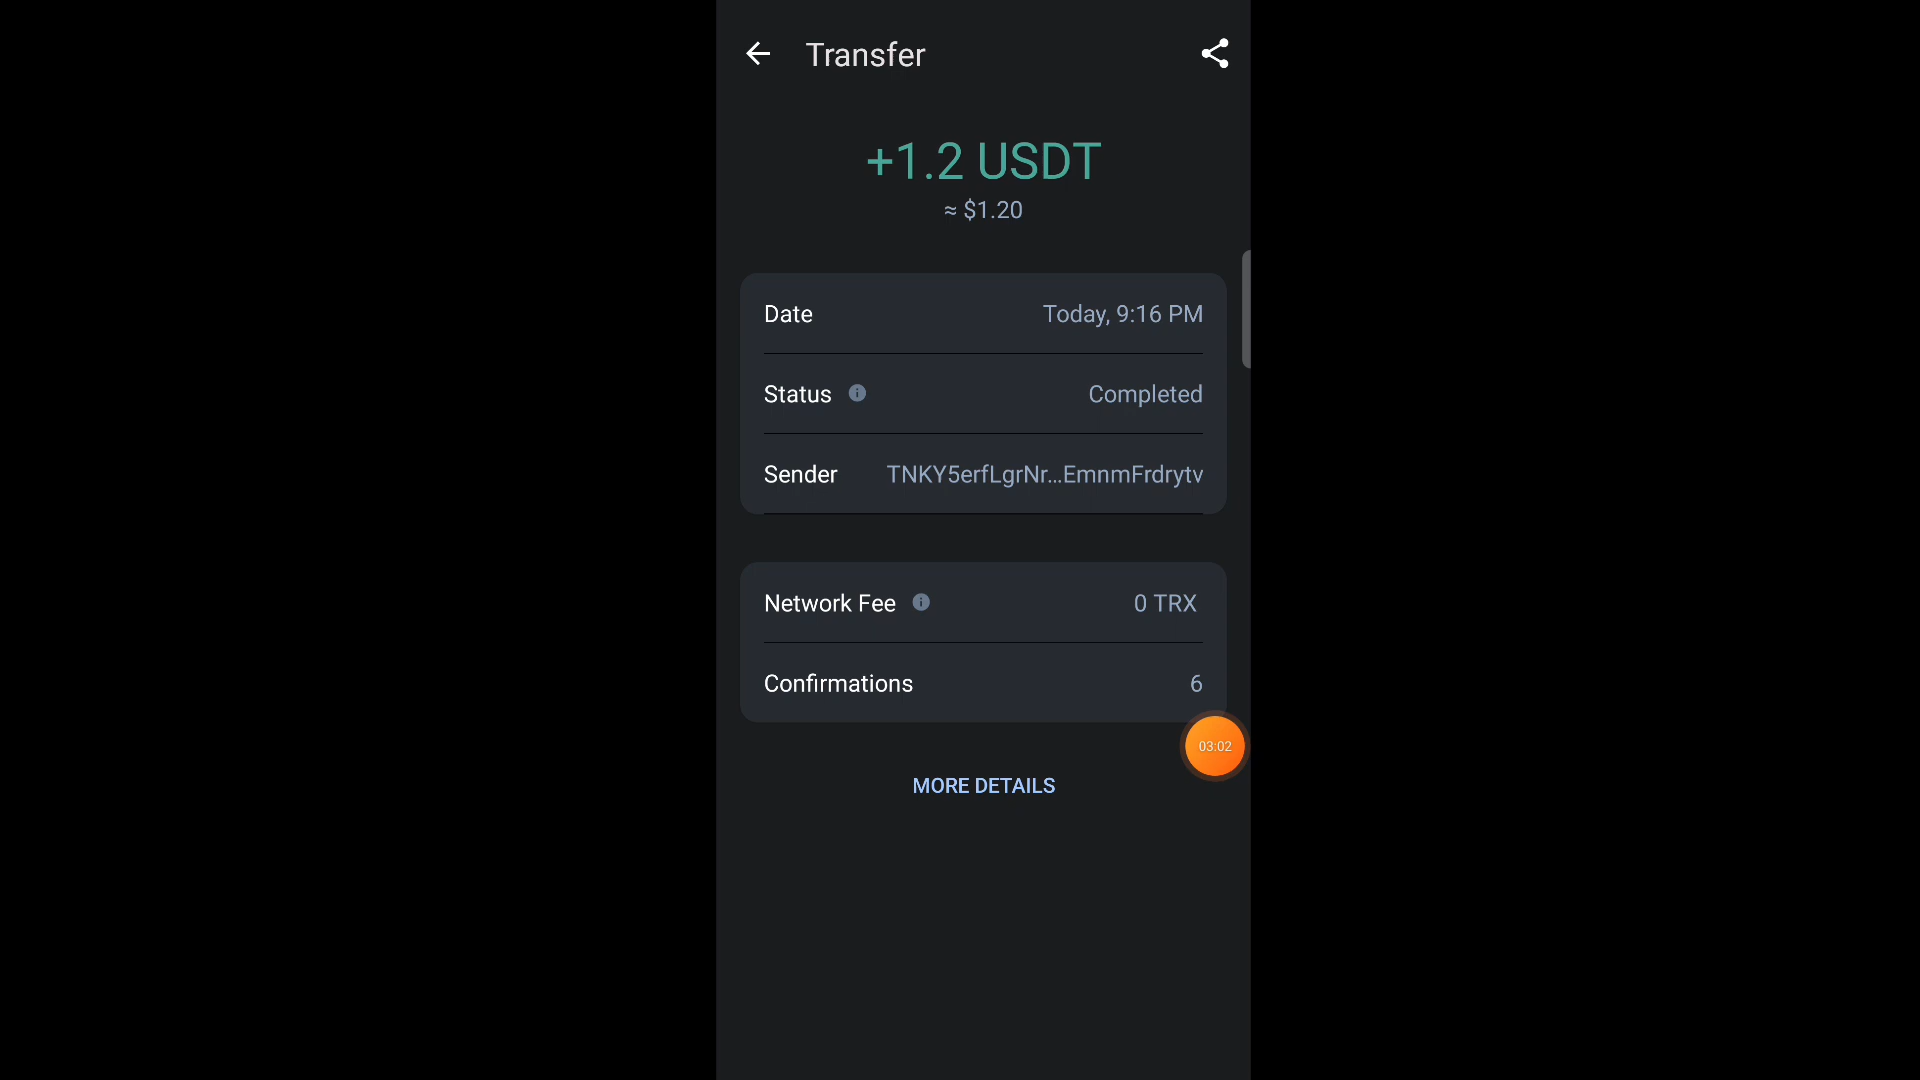 Transfer
+1.2 USDT
≈ $1.20
Date Today, 9:16 PM
Status Completed
Sender TNKY5erfLgrNr...EmnmFrdrytv
Network Fee 0 TRX
Confirmations 6
03:02
MORE DETAILS